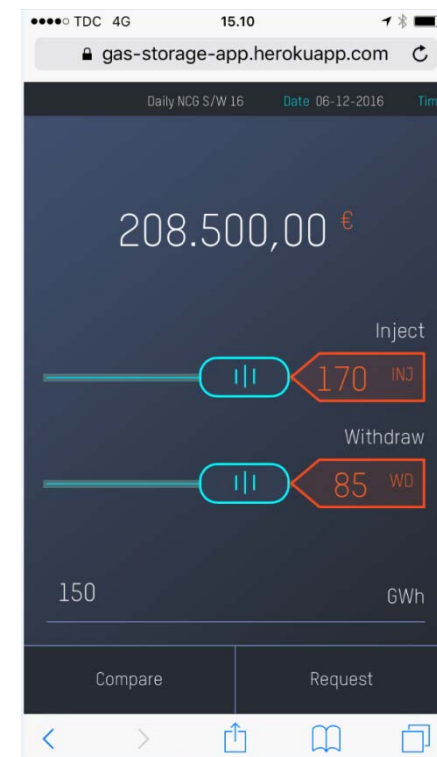 TDC 4G 15.10
gas-storage-app.herokuapp.com
Daily NCG S/W 16 Date 06-12-2016 Tim
208.500,00 €
Inject
170 INJ
Withdraw
85 WD
150 GWh
Compare Request